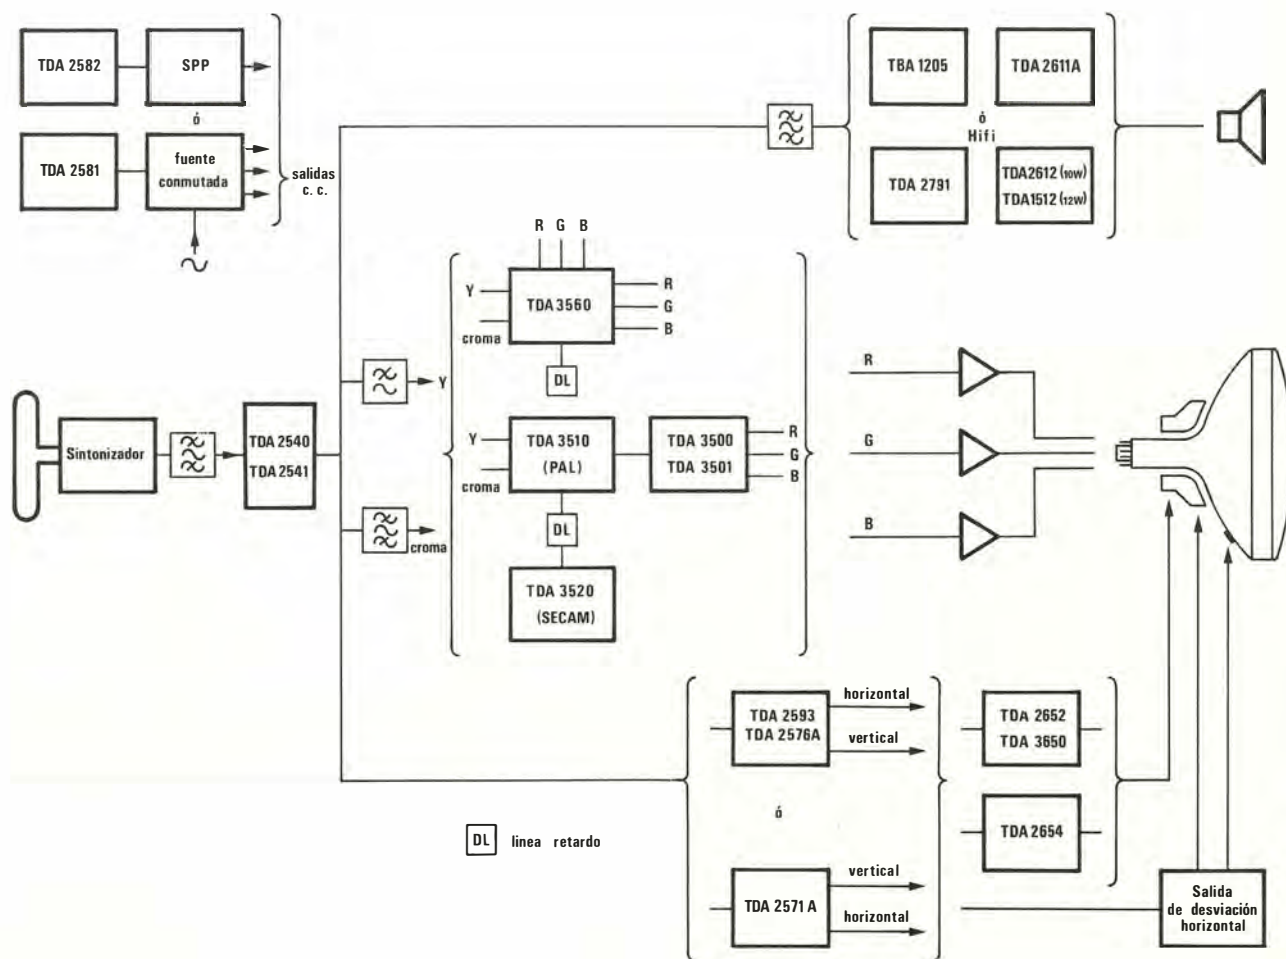 TDA 2582
SPP
ó
TDA 2581
fuente
conmutada
salidas
c. c.
TBA 1205
TDA 2611A
ó
Hifi
TDA 2791
TDA2612 (10W)
TDA1512 (12W)
R G B
Y
TDA 3560
R
G
B
croma
DL
Y
Sintonizador
TDA 2540
TDA 2541
croma
Y
TDA 3510
(PAL)
croma
TDA 3500
TDA 3501
R
G
B
DL
TDA 3520
(SECAM)
R
G
B
TDA 2593
TDA 2576A
horizontal
vertical
ó
TDA 2571 A
vertical
horizontal
TDA 2652
TDA 3650
TDA 2654
Salida
de desviación
horizontal
DL linea retardo